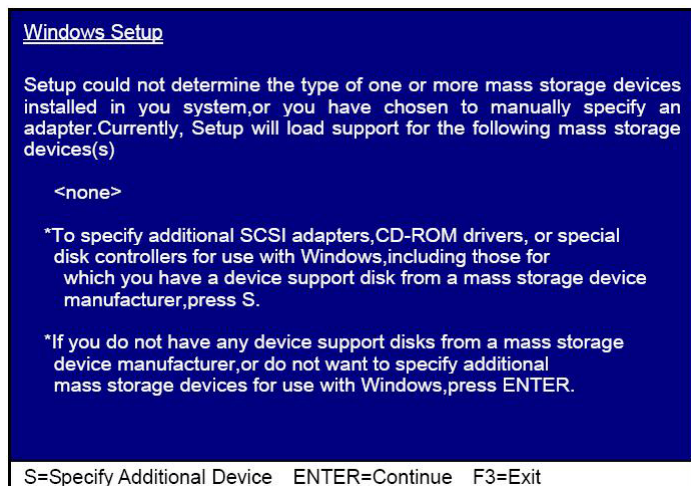 Windows Setup
Setup could not determine the type of one or more mass storage devices
installed in you system,or you have chosen to manually specify an
adapter.Currently, Setup will load support for the following mass storage
devices(s)
<none>
*To specify additional SCSI adapters,CD-ROM drivers, or special
disk controllers for use with Windows,including those for
which you have a device support disk from a mass storage device
manufacturer,press S.
*If you do not have any device support disks from a mass storage
device manufacturer,or do not want to specify additional
mass storage devices for use with Windows,press ENTER.
S=Specify Additional Device ENTER=Continue F3=Exit